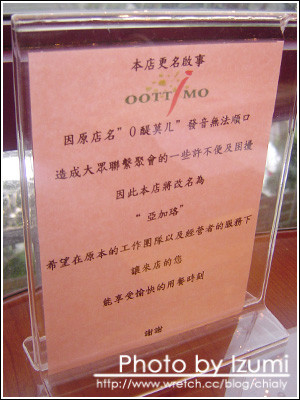 本店更名啟事
OOTTIMO
因原店名"O醍莫儿"發音無法順口
造成大眾聯繫聚會的一些許不便及困擾
因此本店將改名為
"亞加珞"
希望在原本的工作團隊以及經營者的服務下
讓來店的您
能享受愉快的用餐時刻
謝謝
Photo by Izumi
http://www.wretch.cc/blog/chialy